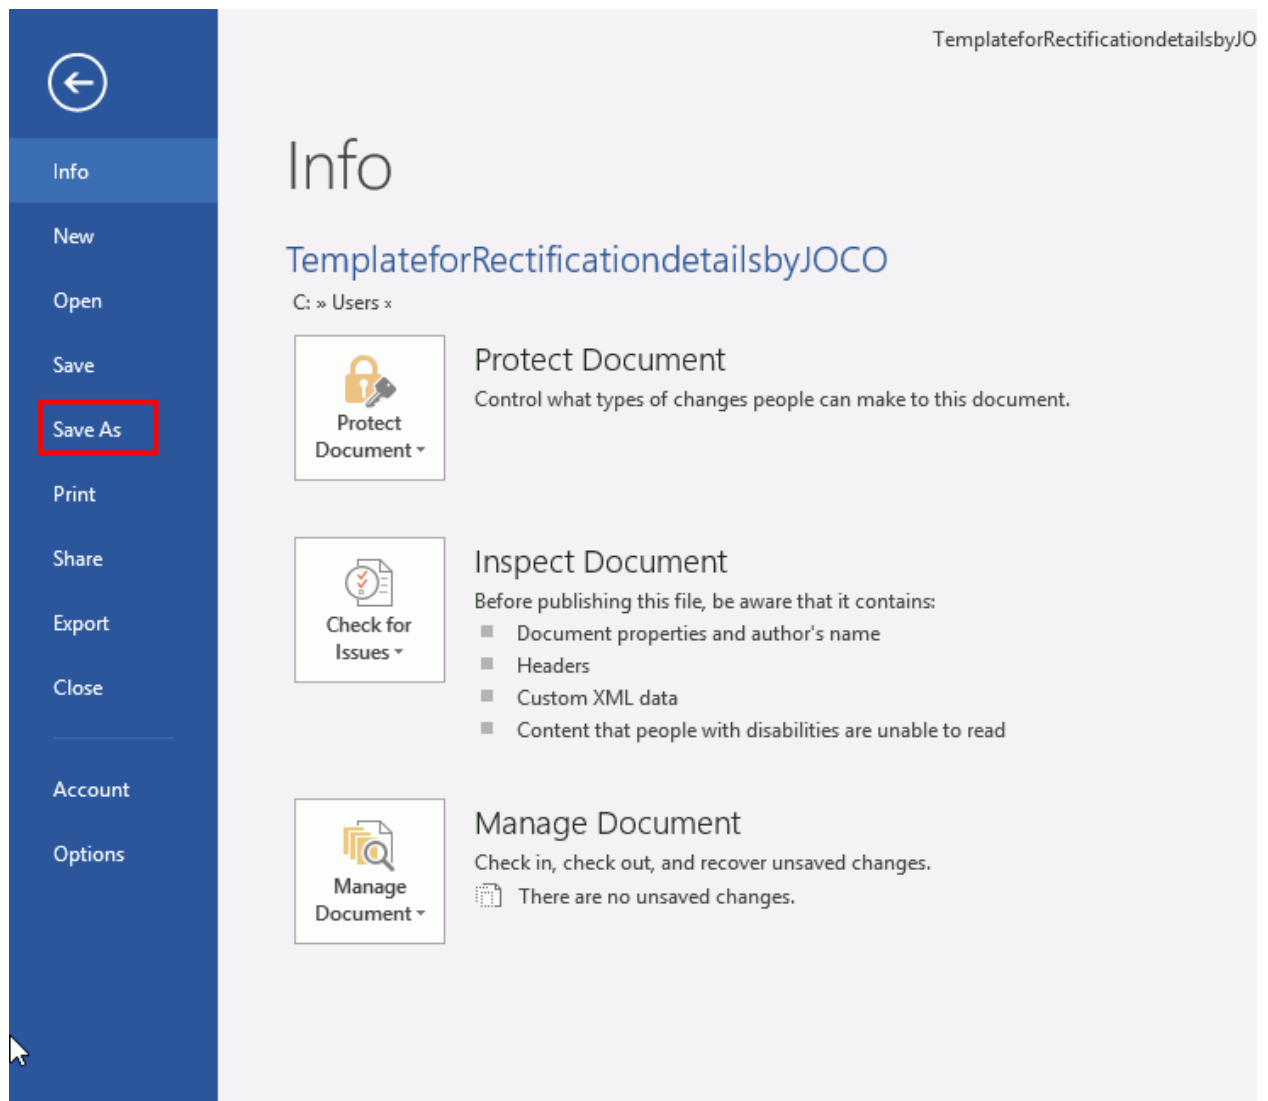 TemplateforRectificationdetailsbyJO
Info
New
Open
Save
Save As
Print
Share
Export
Close
Account
Options
Info
TemplateforRectificationdetailsbyJOCO
C: » Users ×
Protect
Document
Protect Document
Control what types of changes people can make to this document.
Check for
Issues
Inspect Document
Before publishing this file, be aware that it contains:
Document properties and author's name
Headers
Custom XML data
Content that people with disabilities are unable to read
Manage
Document
Manage Document
Check in, check out, and recover unsaved changes.
There are no unsaved changes.